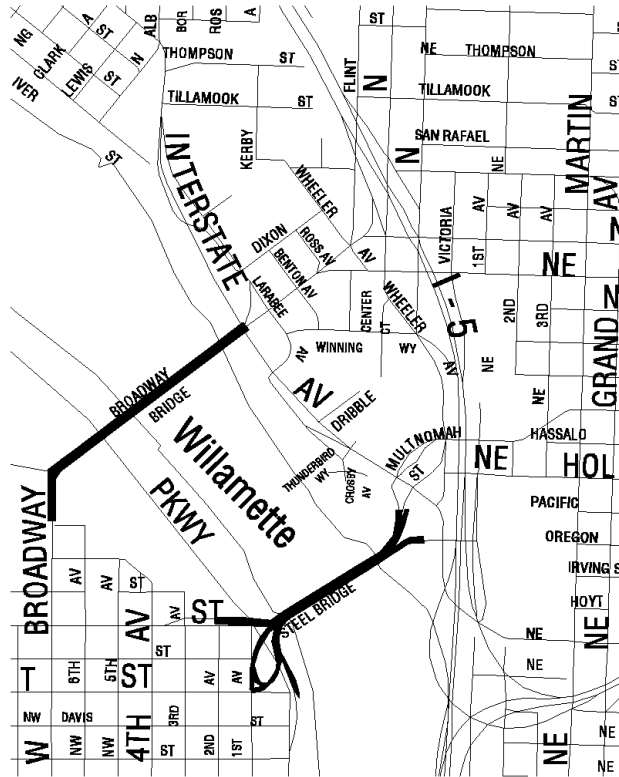 ST
A
ST
ALB
BOR
ROS
A
ST
NG
CLARK
N
THOMPSON
ST
NE
THOMPSON
LEWIS
ST
IVER
FLINT
N
TILLAMOOK
ST
TILLAMOOK
MARTIN
ST
N
SAN RAFAEL
KERBY
NE
INTERSTATE
WHEELER
AV
DIXON
ROSS AV
AV
VICTORIA
1ST
AV
AV
AV
N
BENTON AV
NE
LARABEE
CENTER
CT
WHEELER
I-5
2ND
3RD
N
GRAND
AV
WINNING
WY
AV
NE
BROADWAY
BRIDGE
AV
DRIBBLE
NE
Willamette
MULTNOMAH
ST
HASSALO
THUNDERBIRD
WY
CROSBY
AV
NE
HOL
PKWY
BROADWAY
PACIFIC
OREGON
IRVING S
AV
AV
ST
AV
AV
ST
STEEL BRIDGE
HOYT
NE
NE
ST
T
6TH
5TH
ST
AV
AV
NE
NW
DAVIS
4TH
3RD
ST
W
NW
NW
ST
2ND
1ST
NE
NE
NE